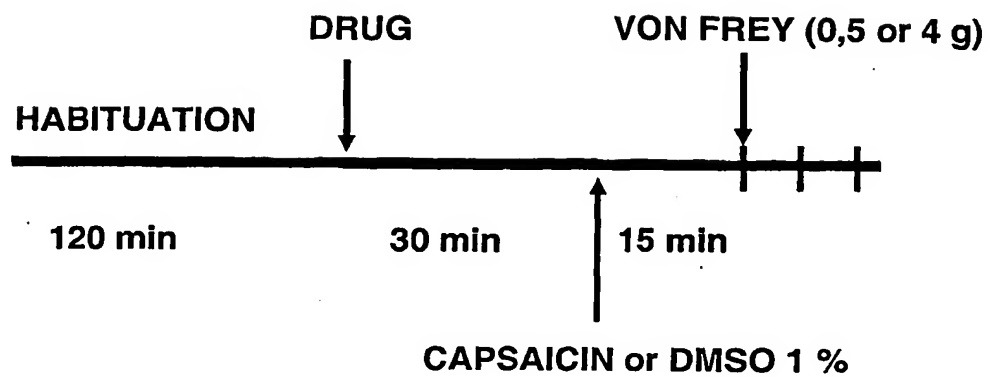 DRUG
VON FREY (0,5 or 4 g)
HABITUATION
120 min
30 min
15 min
CAPSAICIN or DMSO 1 %